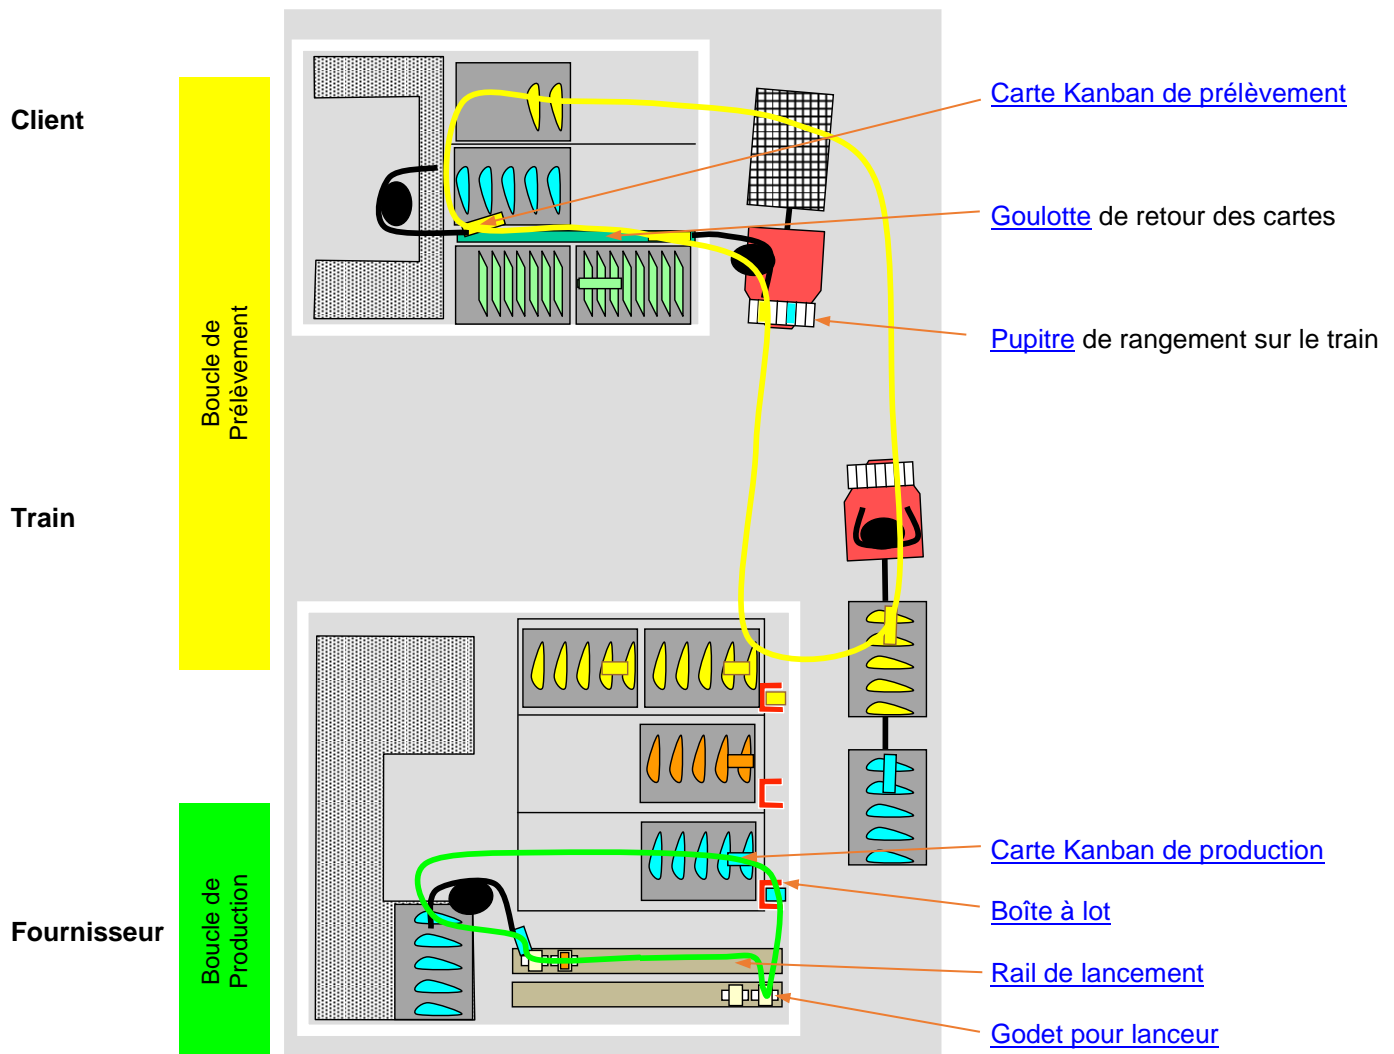 Client
Train
Fournisseur
Boucle de
Prélèvement
Boucle de
Production
Carte Kanban de prélèvement
Goulotte de retour des cartes
Pupitre de rangement sur le train
Carte Kanban de production
Boîte à lot
Rail de lancement
Godet pour lanceur